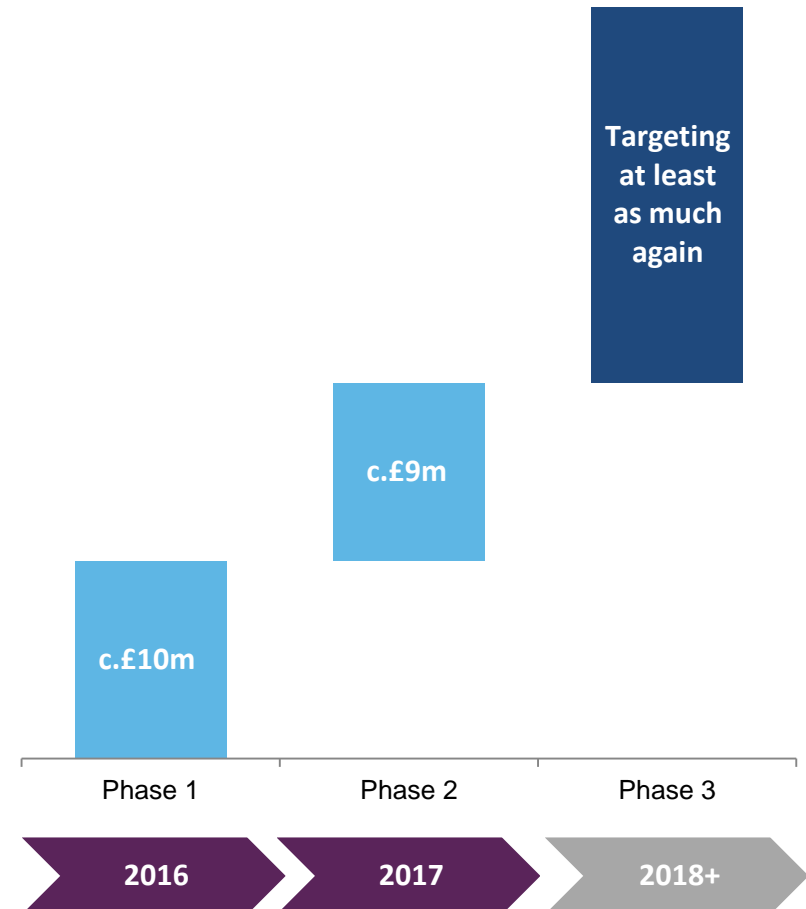 Targeting
at least
as much
again
c.£9m
c.£10m
Phase 1
Phase 2
Phase 3
2016
2017
2018+